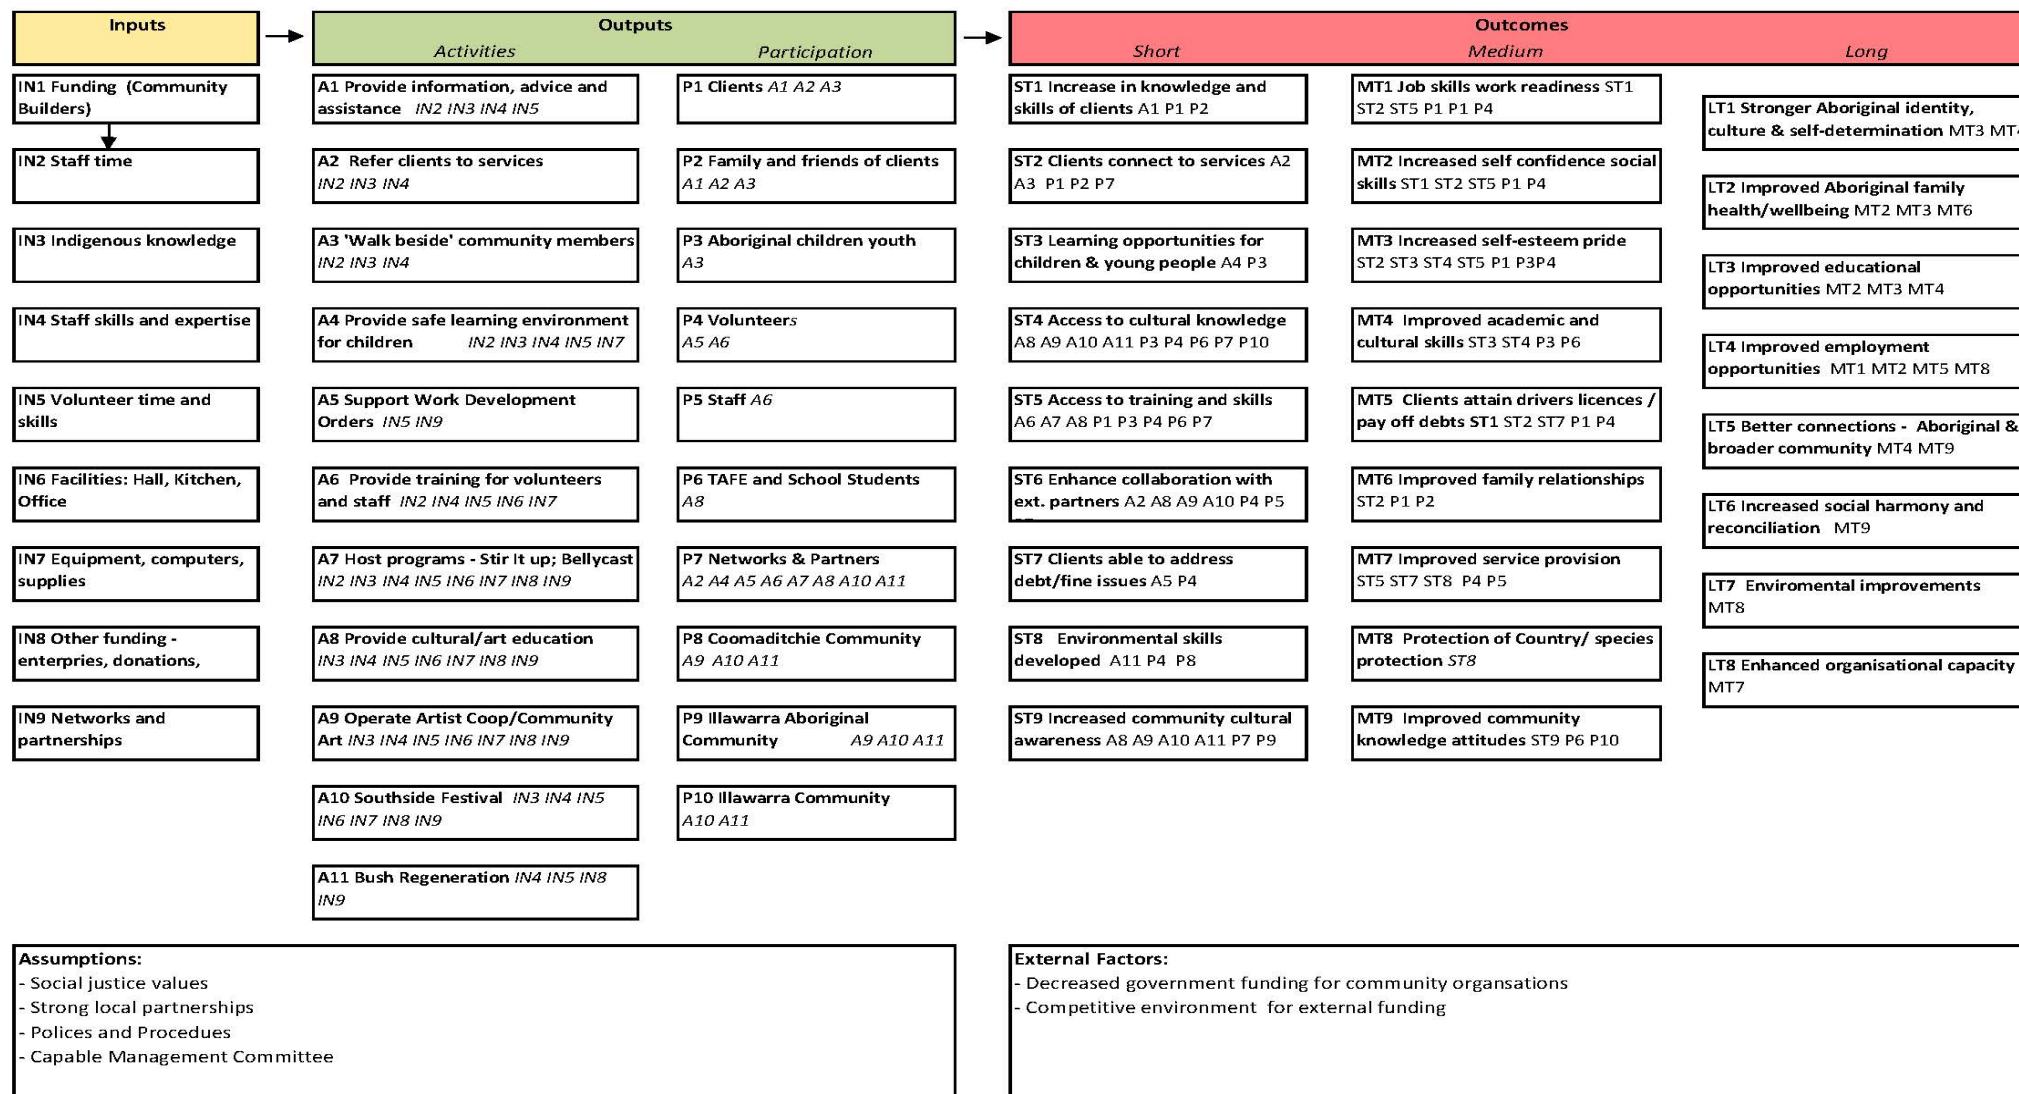 Inputs
Outputs
Activities Participation
Outcomes
Short Medium Long
IN1 Funding (Community
Builders)
IN2 Staff time
IN3 Indigenous knowledge
IN4 Staff skills and expertise
IN5 Volunteer time and
skills
IN6 Facilities: Hall, Kitchen,
Office
IN7 Equipment, computers,
supplies
IN8 Other funding -
enterpries, donations,
IN9 Networks and
partnerships
A1 Provide information, advice and
assistance IN2 IN3 IN4 IN5
A2 Refer clients to services
IN2 IN3 IN4
A3 'Walk beside' community members
IN2 IN3 IN4
A4 Provide safe learning environment
for children IN2 IN3 IN4 IN5 IN7
A5 Support Work Development
Orders IN5 IN9
A6 Provide training for volunteers
and staff IN2 IN4 IN5 IN6 IN7
A7 Host programs - Stir It up; Bellycast
IN2 IN3 IN4 IN5 IN6 IN7 IN8 IN9
A8 Provide cultural/art education
IN3 IN4 IN5 IN6 IN7 IN8 IN9
A9 Operate Artist Coop/Community
Art IN3 IN4 IN5 IN6 IN7 IN8 IN9
A10 Southside Festival IN3 IN4 IN5
IN6 IN7 IN8 IN9
A11 Bush Regeneration IN4 IN5 IN8
IN9
P1 Clients A1 A2 A3
P2 Family and friends of clients
A1 A2 A3
P3 Aboriginal children youth
A3
P4 Volunteers
A5 A6
P5 Staff A6
P6 TAFE and School Students
A8
P7 Networks & Partners
A2 A4 A5 A6 A7 A8 A10 A11
P8 Coomaditchie Community
A9 A10 A11
P9 Illawarra Aboriginal
Community A9 A10 A11
P10 Illawarra Community
A10 A11
ST1 Increase in knowledge and
skills of clients A1 P1 P2
ST2 Clients connect to services A2
A3 P1 P2 P7
ST3 Learning opportunities for
children & young people A4 P3
ST4 Access to cultural knowledge
A8 A9 A10 A11 P3 P4 P6 P7 P10
ST5 Access to training and skills
A6 A7 A8 P1 P3 P4 P6 P7
ST6 Enhance collaboration with
ext. partners A2 A8 A9 A10 P4 P5
ST7 Clients able to address
debt/fine issues A5 P4
ST8 Environmental skills
developed A11 P4 P8
ST9 Increased community cultural
awareness A8 A9 A10 A11 P7 P9
MT1 Job skills work readiness ST1
ST2 ST5 P1 P1 P4
MT2 Increased self confidence social
skills ST1 ST2 ST5 P1 P4
MT3 Increased self-esteem pride
ST2 ST3 ST4 ST5 P1 P3P4
MT4 Improved academic and
cultural skills ST3 ST4 P3 P6
MT5 Clients attain drivers licences /
pay off debts ST1 ST2 ST7 P1 P4
MT6 Improved family relationships
ST2 P1 P2
MT7 Improved service provision
ST5 ST7 ST8 P4 P5
MT8 Protection of Country/ species
protection ST8
MT9 Improved community
knowledge attitudes ST9 P6 P10
LT1 Stronger Aboriginal identity,
culture & self-determination MT3 MT4
LT2 Improved Aboriginal family
health/wellbeing MT2 MT3 MT6
LT3 Improved educational
opportunities MT2 MT3 MT4
LT4 Improved employment
opportunities MT1 MT2 MT5 MT8
LT5 Better connections - Aboriginal &
broader community MT4 MT9
LT6 Increased social harmony and
reconciliation MT9
LT7 Enviromental improvements
MT8
LT8 Enhanced organisational capacity
MT7
Assumptions:
- Social justice values
- Strong local partnerships
- Polices and Procedues
- Capable Management Committee
External Factors:
- Decreased government funding for community organsations
- Competitive environment for external funding